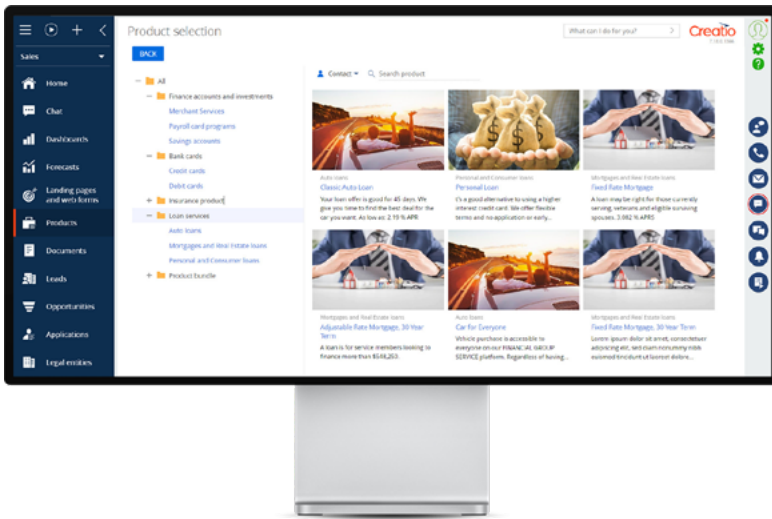 Product selection
What can I do for you?
Creatio
Sales
BACK
Home
Chat
Dashboards
Forecasts
Landing pages
and web forms
Products
Documents
Leads
Opportunities
Applications
Legal entities
All
Finance accounts and investments
Merchant Services
Payroll card programs
Savings accounts
Bank cards
Credit cards
Debit cards
Insurance product
Loan services
Auto loans
Mortgages and Real Estate loans
Personal and Consumer loans
Product bundle
Contact
Search product
Auto loans
Classic Auto Loan
Your loan offer is good for 45 days. We
give you time to find the best deal for the
car you want. As low as: 2.19 % APR
Personal and Consumer loans
Personal Loan
It's a good alternative to using a higher
interest credit card. We offer flexible
terms and no application or early...
Mortgages and Real Estate loans
Fixed Rate Mortgage
A loan may be right for those currently
serving, veterans and eligible surviving
spouses. 3.082 % APR5
Mortgages and Real Estate loans
Adjustable Rate Mortgage, 30 Year
Term
A loan is for service members looking to
finance more than
Auto loans
Car for Everyone
Vehicle purchase is accessible to
everyone on our FINANCIAL GROUP
SERVICE platform. Regardless of having...
Mortgages and Real Estate loans
Fixed Rate Mortgage, 30 Year Term
Lorem ipsum dolor sit amet, consectetuer
adipiscing elit, sed diam nonummy nibh
euismod tincidunt ut laoreet dolore...